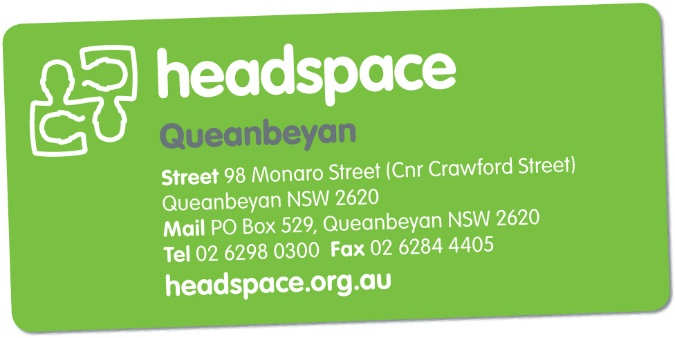 headspace
Queanbeyan
Street 98 Monaro Street (Cnr Crawford Street)
Queanbeyan NSW 2620
Mail PO Box 529, Queanbeyan NSW 2620
Tel 02 6298 0300 Fax 02 6284 4405
headspace.org.au